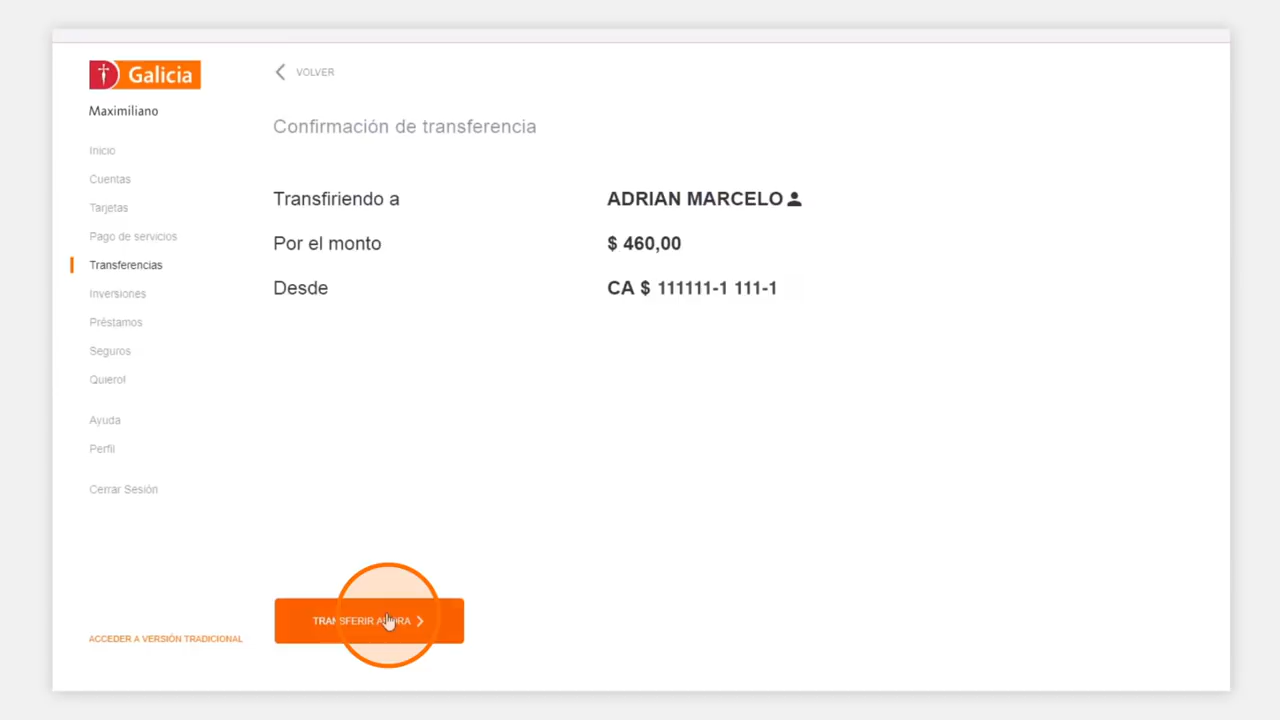 Galicia
VOLVER
Maximiliano
Confirmación de transferencia
Inicio
Cuentas
Tarjetas
Pago de servicios
Transferencias
Inversiones
Préstamos
Seguros
Quiero!
Ayuda
Perfil
Cerrar Sesión
ACCEDER A VERSIÓN TRADICIONAL
Transfiriendo a ADRIAN MARCELO
Por el monto $ 460,00
Desde CA $ 111111-1 111-1
TRANSFERIR AHORA